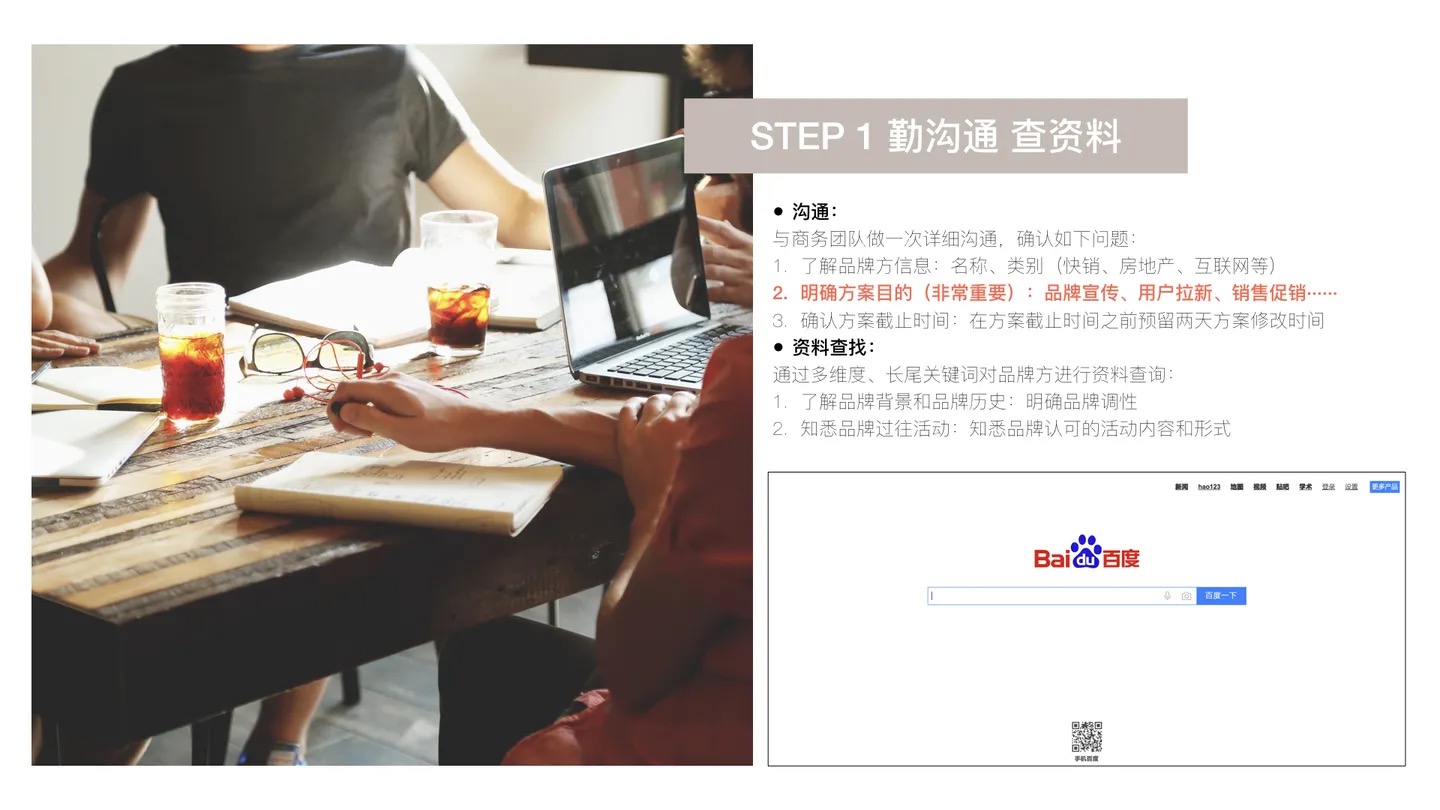 STEP 1 勤沟通 查资料
● 沟通：
与商务团队做一次详细沟通，确认如下问题：
1. 了解品牌方信息：名称、类别（快销、房地产、互联网等）
2. 明确方案目的（非常重要）：品牌宣传、用户拉新、销售促销……
3. 确认方案截止时间：在方案截止时间之前预留两天方案修改时间
● 资料查找：
通过多维度、长尾关键词对品牌方进行资料查询：
1. 了解品牌背景和品牌历史：明确品牌调性
2. 知悉品牌过往活动：知悉品牌认可的活动内容和形式
新闻 hao123 地图 视频 贴吧 学术 登录 设置 更多产品
Bai du 百度
百度一下
手机百度